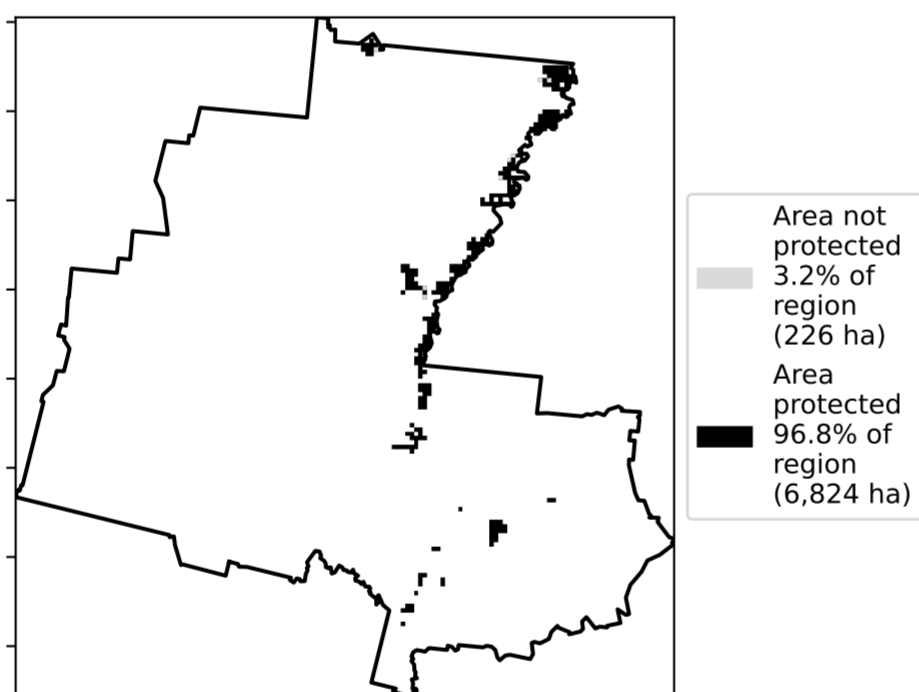 Area not
protected
3.2% of
region
(226 ha)
Area
protected
96.8% of
region
(6,824 ha)